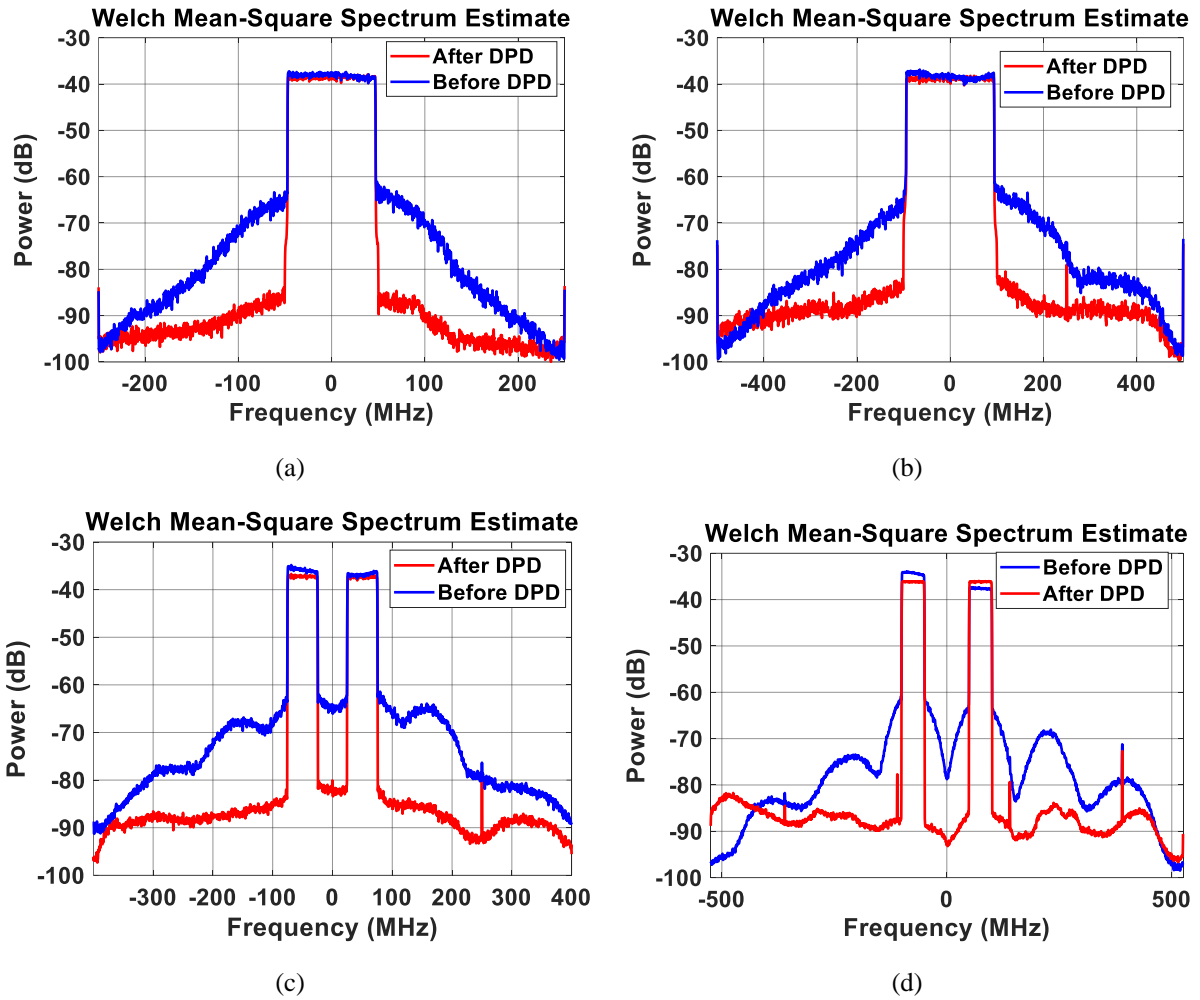 Welch Mean-Square Spectrum Estimate
-30
-40
-50
-60
-70
-80
-90
-100
Power (dB)
After DPD
Before DPD
-200 -100 0 100 200
Frequency (MHz)
(a)
Welch Mean-Square Spectrum Estimate
-30
-40
-50
-60
-70
-80
-90
-100
Power (dB)
After DPD
Before DPD
-400 -200 0 200 400
Frequency (MHz)
(b)
Welch Mean-Square Spectrum Estimate
-30
-40
-50
-60
-70
-80
-90
-100
Power (dB)
After DPD
Before DPD
-300 -200 -100 0 100 200 300 400
Frequency (MHz)
(c)
Welch Mean-Square Spectrum Estimate
-30
-40
-50
-60
-70
-80
-90
-100
Power (dB)
Before DPD
After DPD
-500 0 500
Frequency (MHz)
(d)